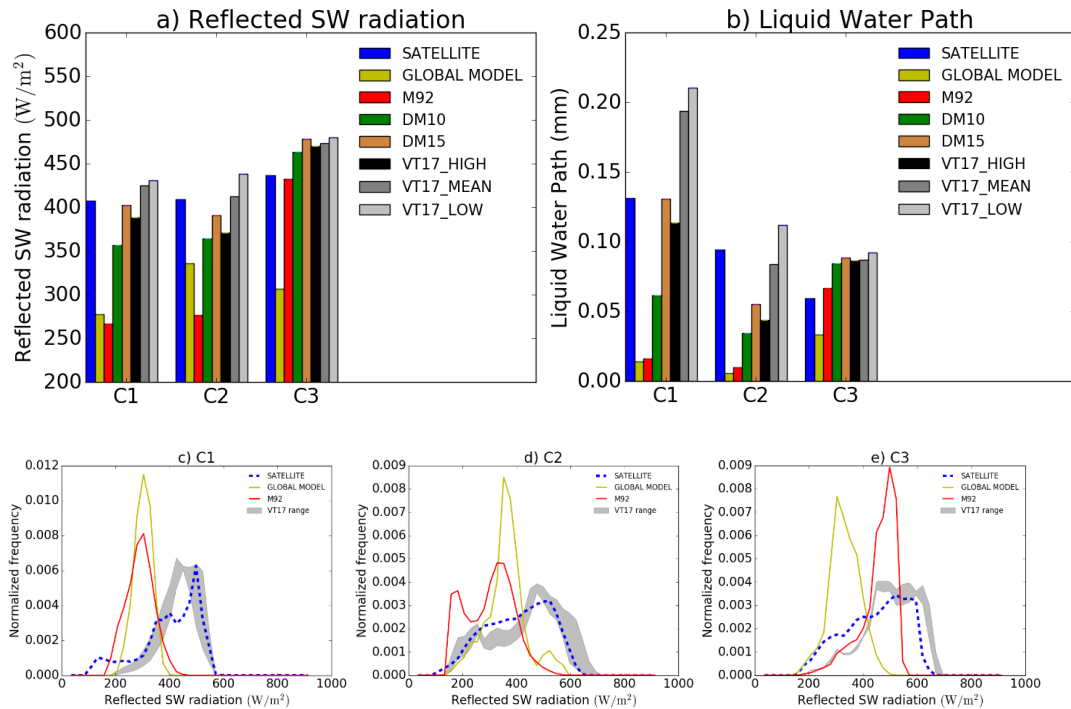 a) Reflected SW radiation
600
550
500
450
400
350
300
250
200
Reflected SW radiation (W/m²)
C1
C2
C3
SATELLITE
GLOBAL MODEL
M92
DM10
DM15
VT17_HIGH
VT17_MEAN
VT17_LOW
b) Liquid Water Path
0.25
0.20
0.15
0.10
0.05
0.00
Liquid Water Path (mm)
C1
C2
C3
SATELLITE
GLOBAL MODEL
M92
DM10
DM15
VT17_HIGH
VT17_MEAN
VT17_LOW
c) C1
0.012
0.010
0.008
0.006
0.004
0.002
0.000
Normalized frequency
0
200
400
600
800
1000
Reflected SW radiation (W/m²)
SATELLITE
GLOBAL MODEL
M92
VT17 range
d) C2
0.009
0.008
0.007
0.006
0.005
0.004
0.003
0.002
0.001
0.000
Normalized frequency
0
200
400
600
800
1000
Reflected SW radiation (W/m²)
SATELLITE
GLOBAL MODEL
M92
VT17 range
e) C3
0.009
0.008
0.007
0.006
0.005
0.004
0.003
0.002
0.001
0.000
Normalized frequency
0
200
400
600
800
1000
Reflected SW radiation (W/m²)
SATELLITE
GLOBAL MODEL
M92
VT17 range